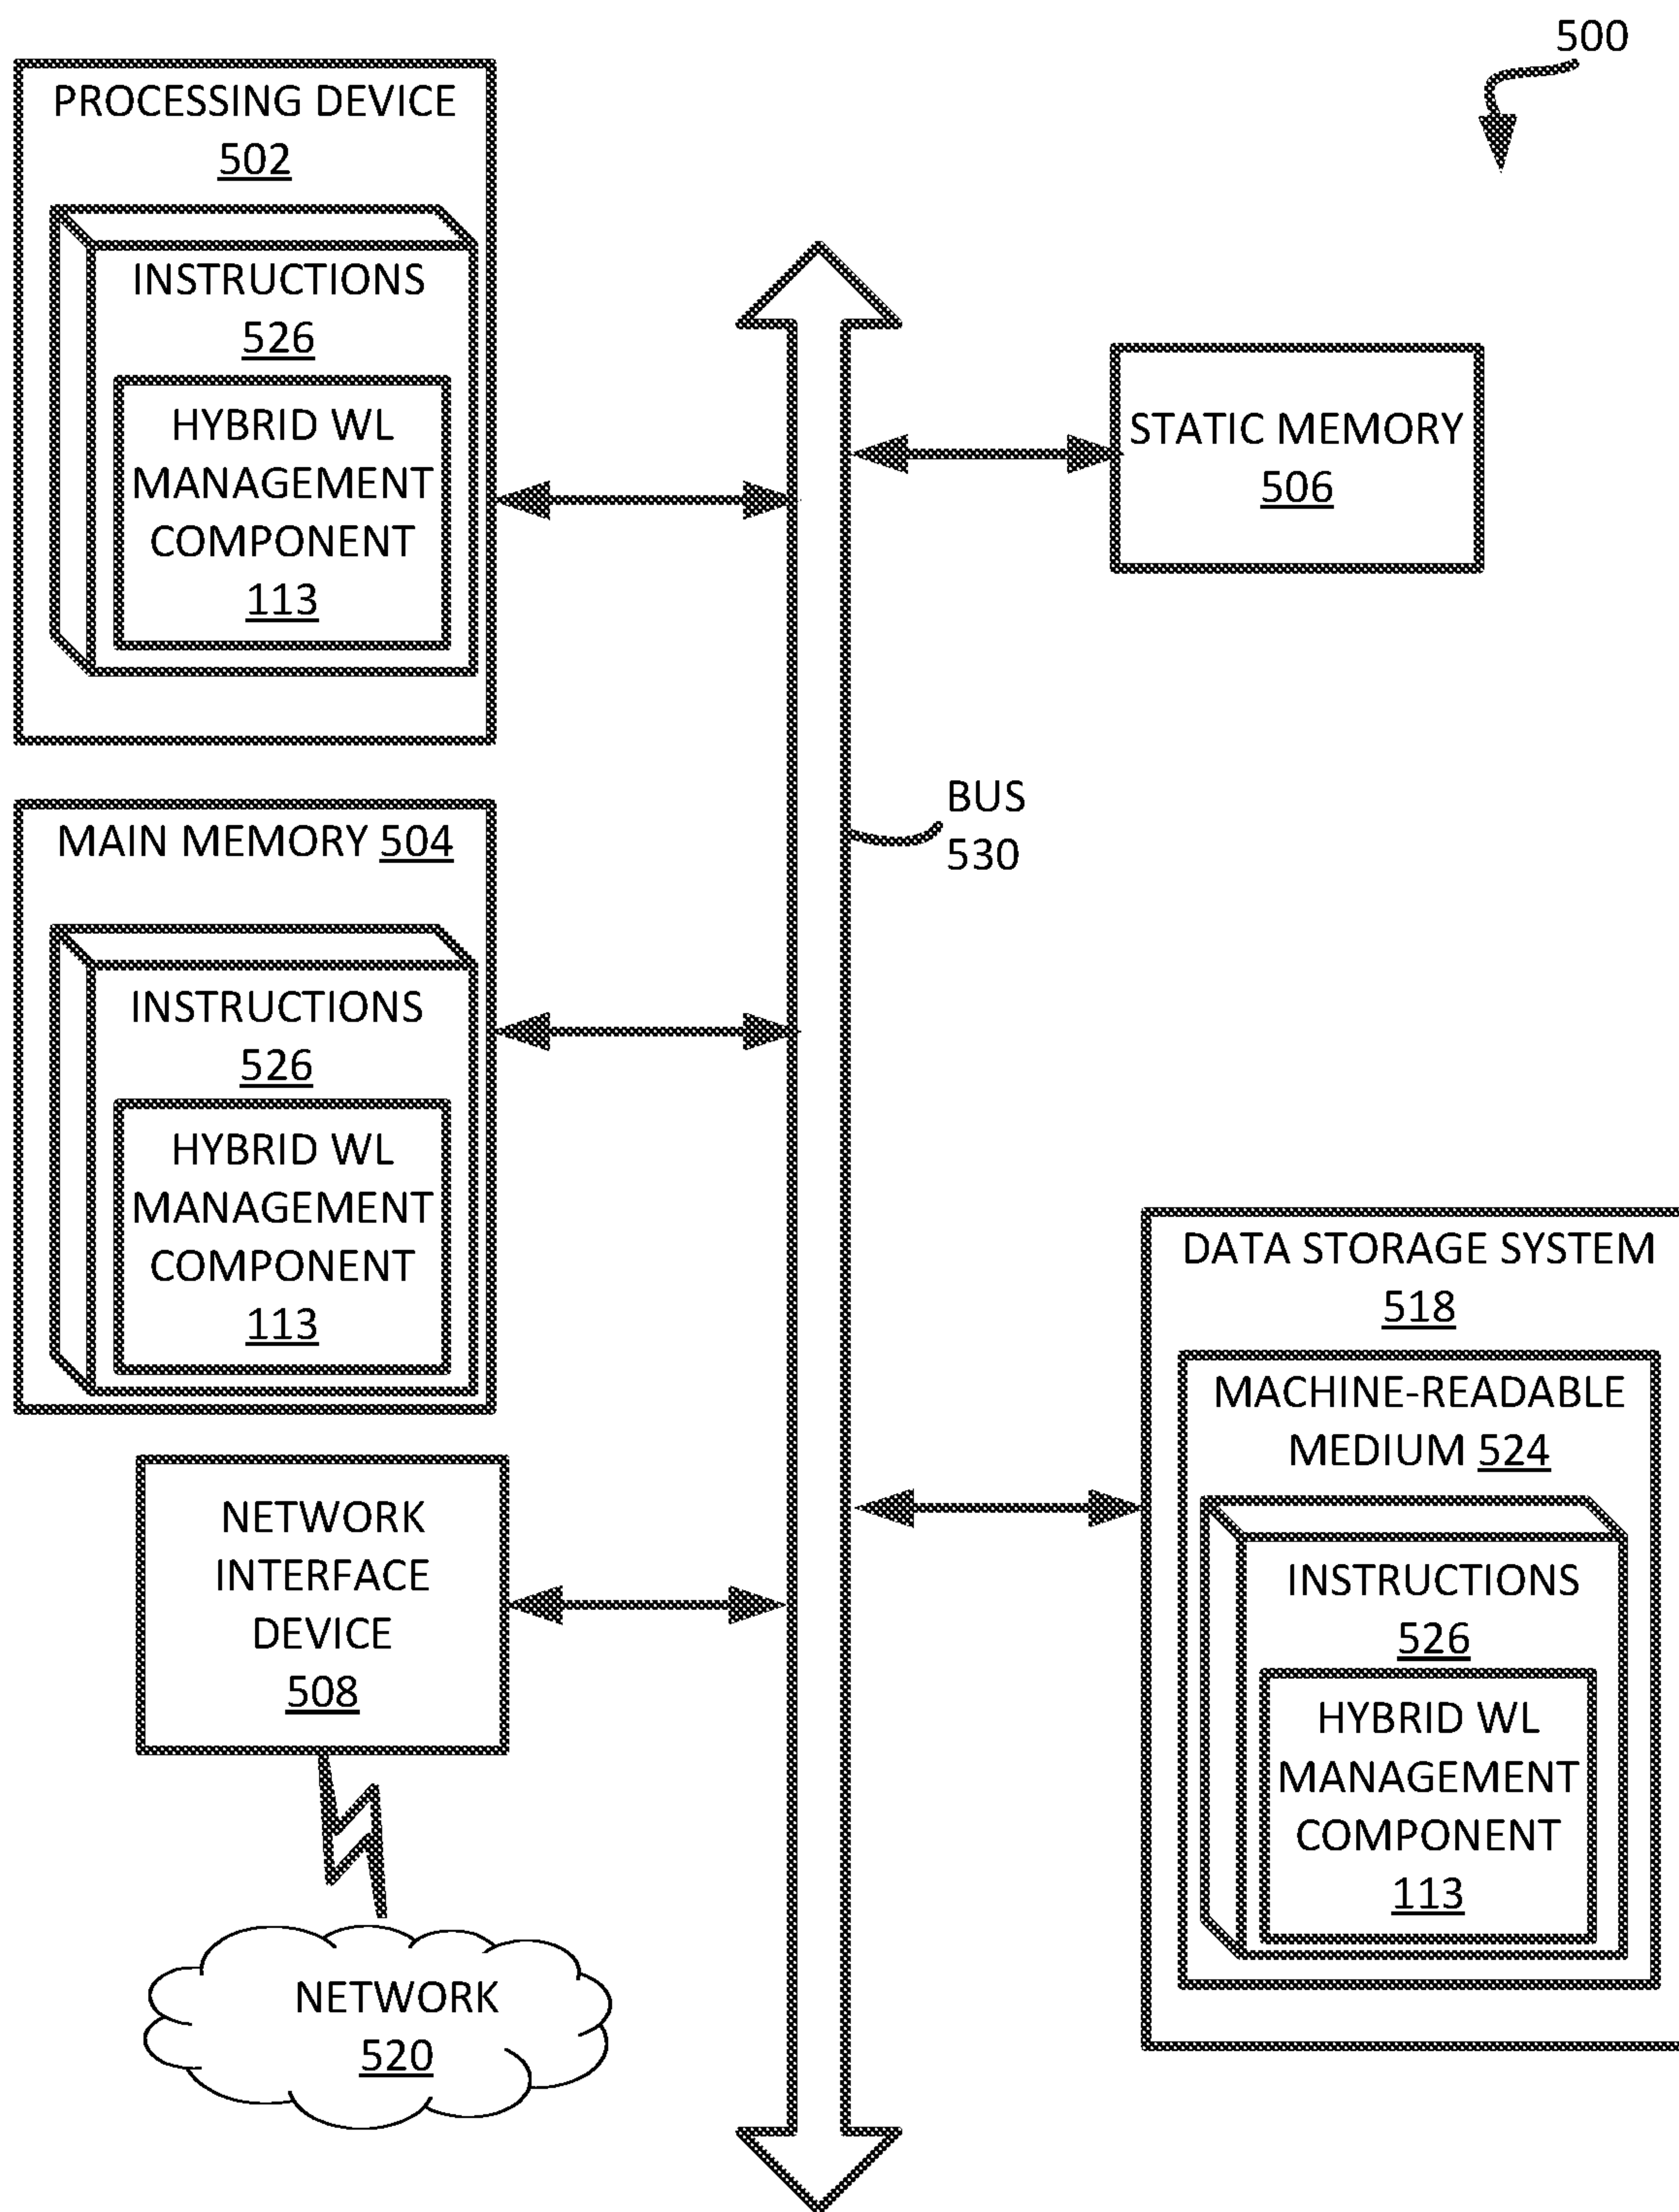 500
PROCESSING DEVICE
502
INSTRUCTIONS
526
HYBRID WL
MANAGEMENT
COMPONENT
113
STATIC MEMORY
506
BUS
530
MAIN MEMORY 504
INSTRUCTIONS
526
HYBRID WL
MANAGEMENT
COMPONENT
113
DATA STORAGE SYSTEM
518
MACHINE-READABLE
MEDIUM 524
INSTRUCTIONS
526
HYBRID WL
MANAGEMENT
COMPONENT
113
NETWORK
INTERFACE
DEVICE
508
NETWORK
520